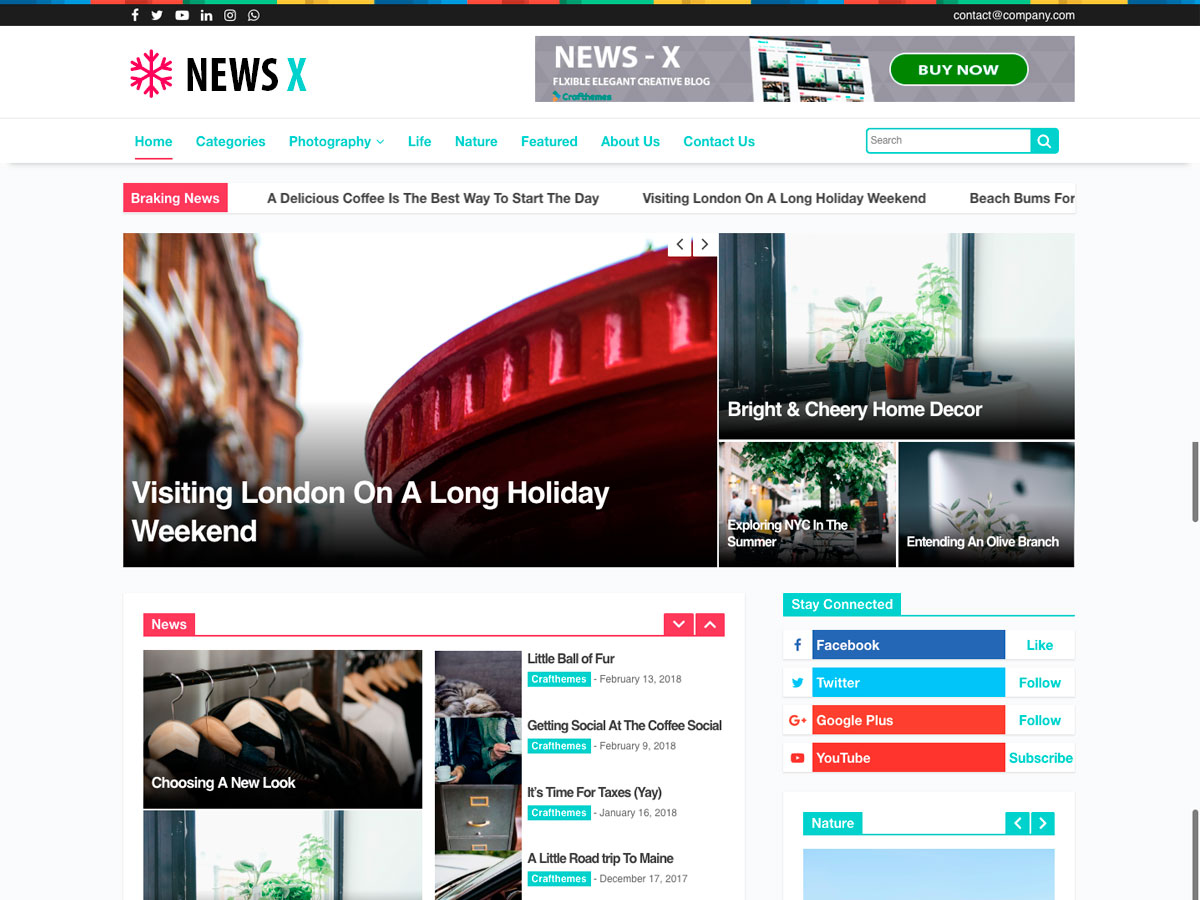 contact@company.com
NEWS X
NEWS - X
FLXIBLE ELEGANT CREATIVE BLOG
Crafthemes
BUY NOW
Home Categories Photography Life Nature Featured About Us Contact Us
Search
Braking News
A Delicious Coffee Is The Best Way To Start The Day Visiting London On A Long Holiday Weekend Beach Bums For
Visiting London On A Long Holiday
Weekend
Bright & Cheery Home Decor
Exploring NYC In The
Summer
Entending An Olive Branch
News
Choosing A New Look
Little Ball of Fur
Crafthemes - February 13, 2018
Getting Social At The Coffee Social
Crafthemes - February 9, 2018
It's Time For Taxes (Yay)
Crafthemes - January 16, 2018
A Little Road trip To Maine
Crafthemes - December 17, 2017
Stay Connected
Facebook Like
Twitter Follow
G+ Google Plus Follow
YouTube Subscribe
Nature